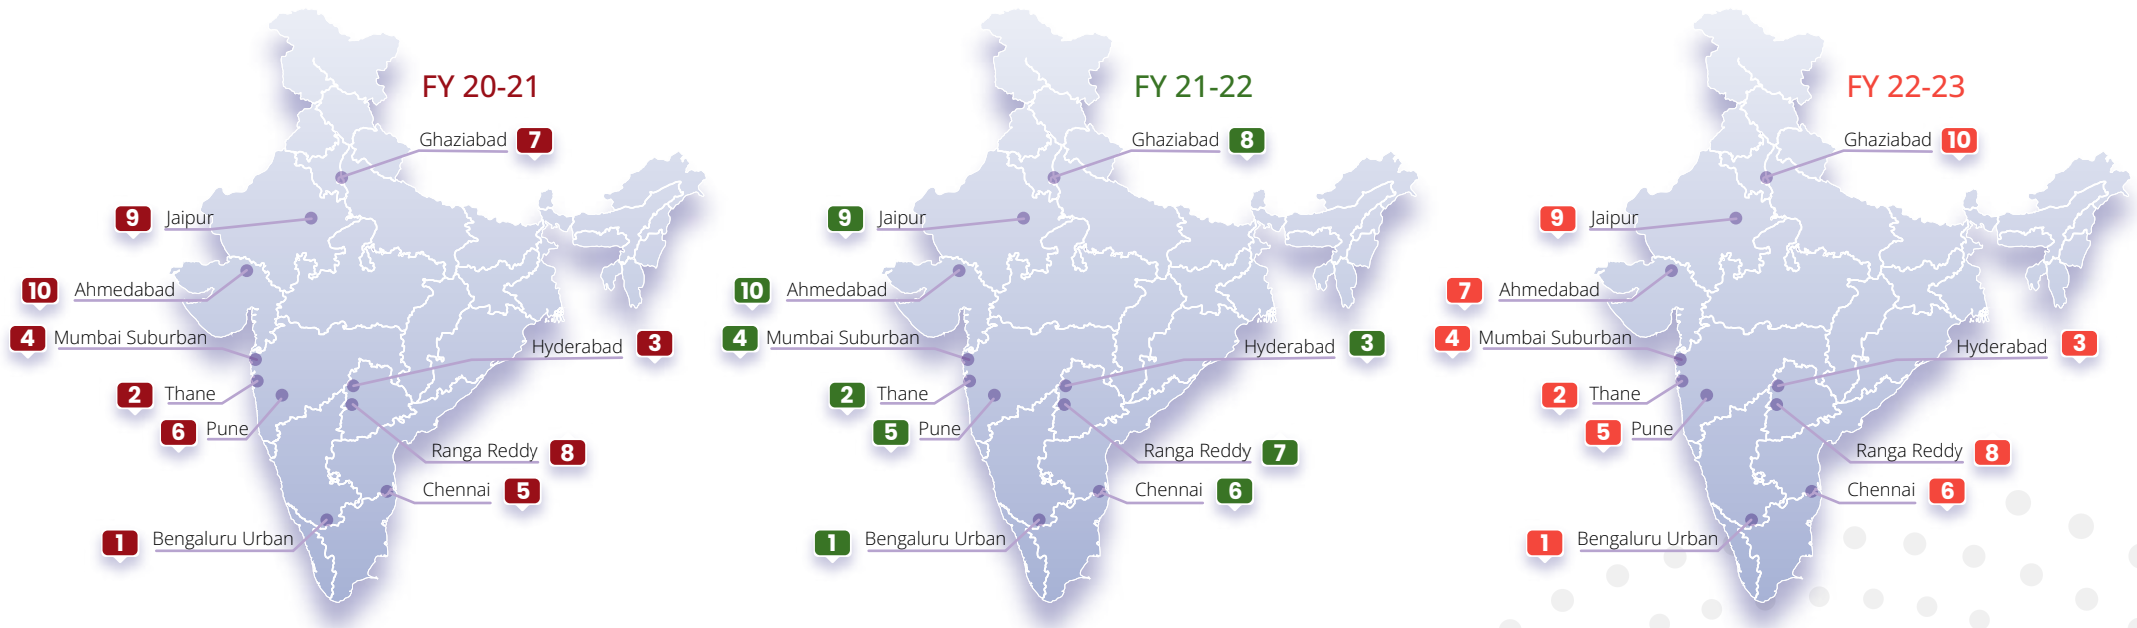 FY 20-21
Ghaziabad 7
9 Jaipur
10 Ahmedabad
4 Mumbai Suburban
Hyderabad 3
2 Thane
6 Pune
Ranga Reddy 8
Chennai 5
1 Bengaluru Urban
FY 21-22
Ghaziabad 8
9 Jaipur
10 Ahmedabad
4 Mumbai Suburban
Hyderabad 3
2 Thane
5 Pune
Ranga Reddy 7
Chennai 6
1 Bengaluru Urban
FY 22-23
Ghaziabad 10
9 Jaipur
7 Ahmedabad
4 Mumbai Suburban
Hyderabad 3
2 Thane
5 Pune
Ranga Reddy 8
Chennai 6
1 Bengaluru Urban